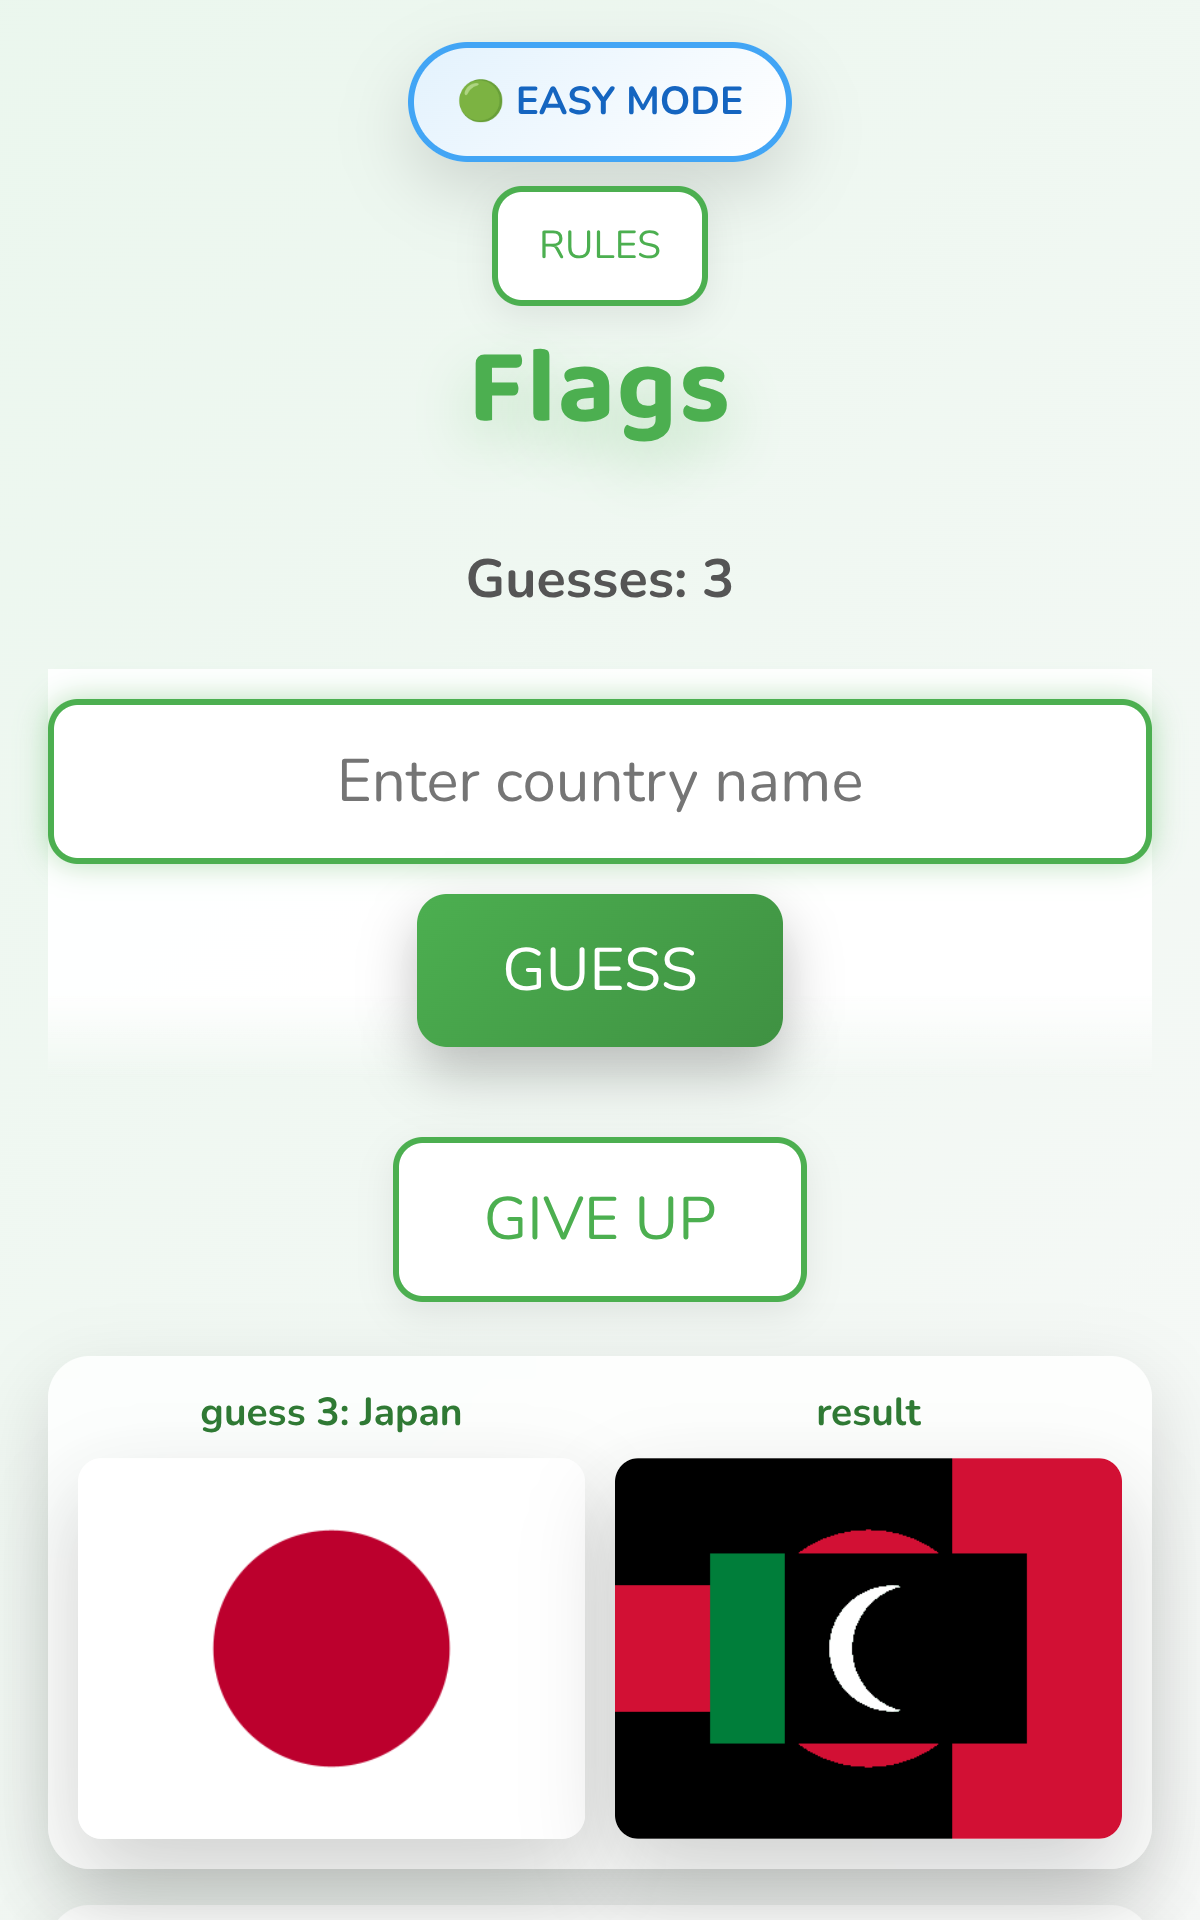 🟢 EASY MODE
RULES
Flags
Guesses: 3
Enter country name
GUESS
GIVE UP
guess 3: Japan
result